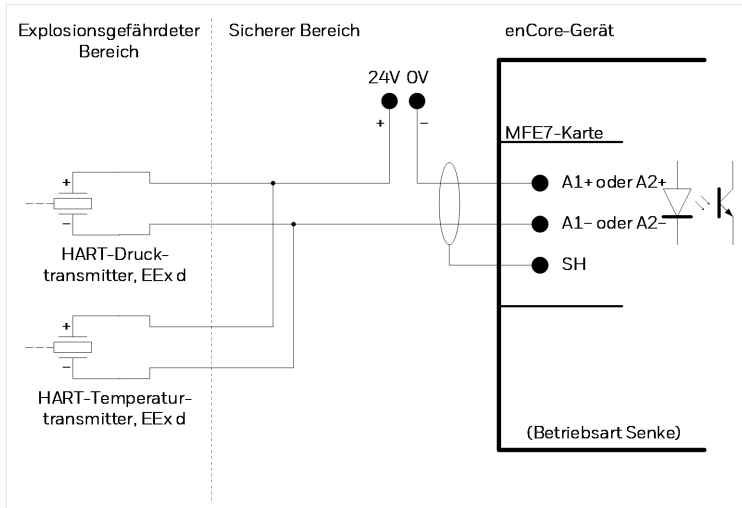 Explosionsgefährdeter
Bereich
Sicherer Bereich
enCore-Gerät
24V 0V
+ −
MFE7-Karte
+
A1+ oder A2+
−
A1− oder A2−
HART-Druck-
transmitter, EEx d
SH
+
−
HART-Temperatur-
transmitter, EEx d
(Betriebsart Senke)